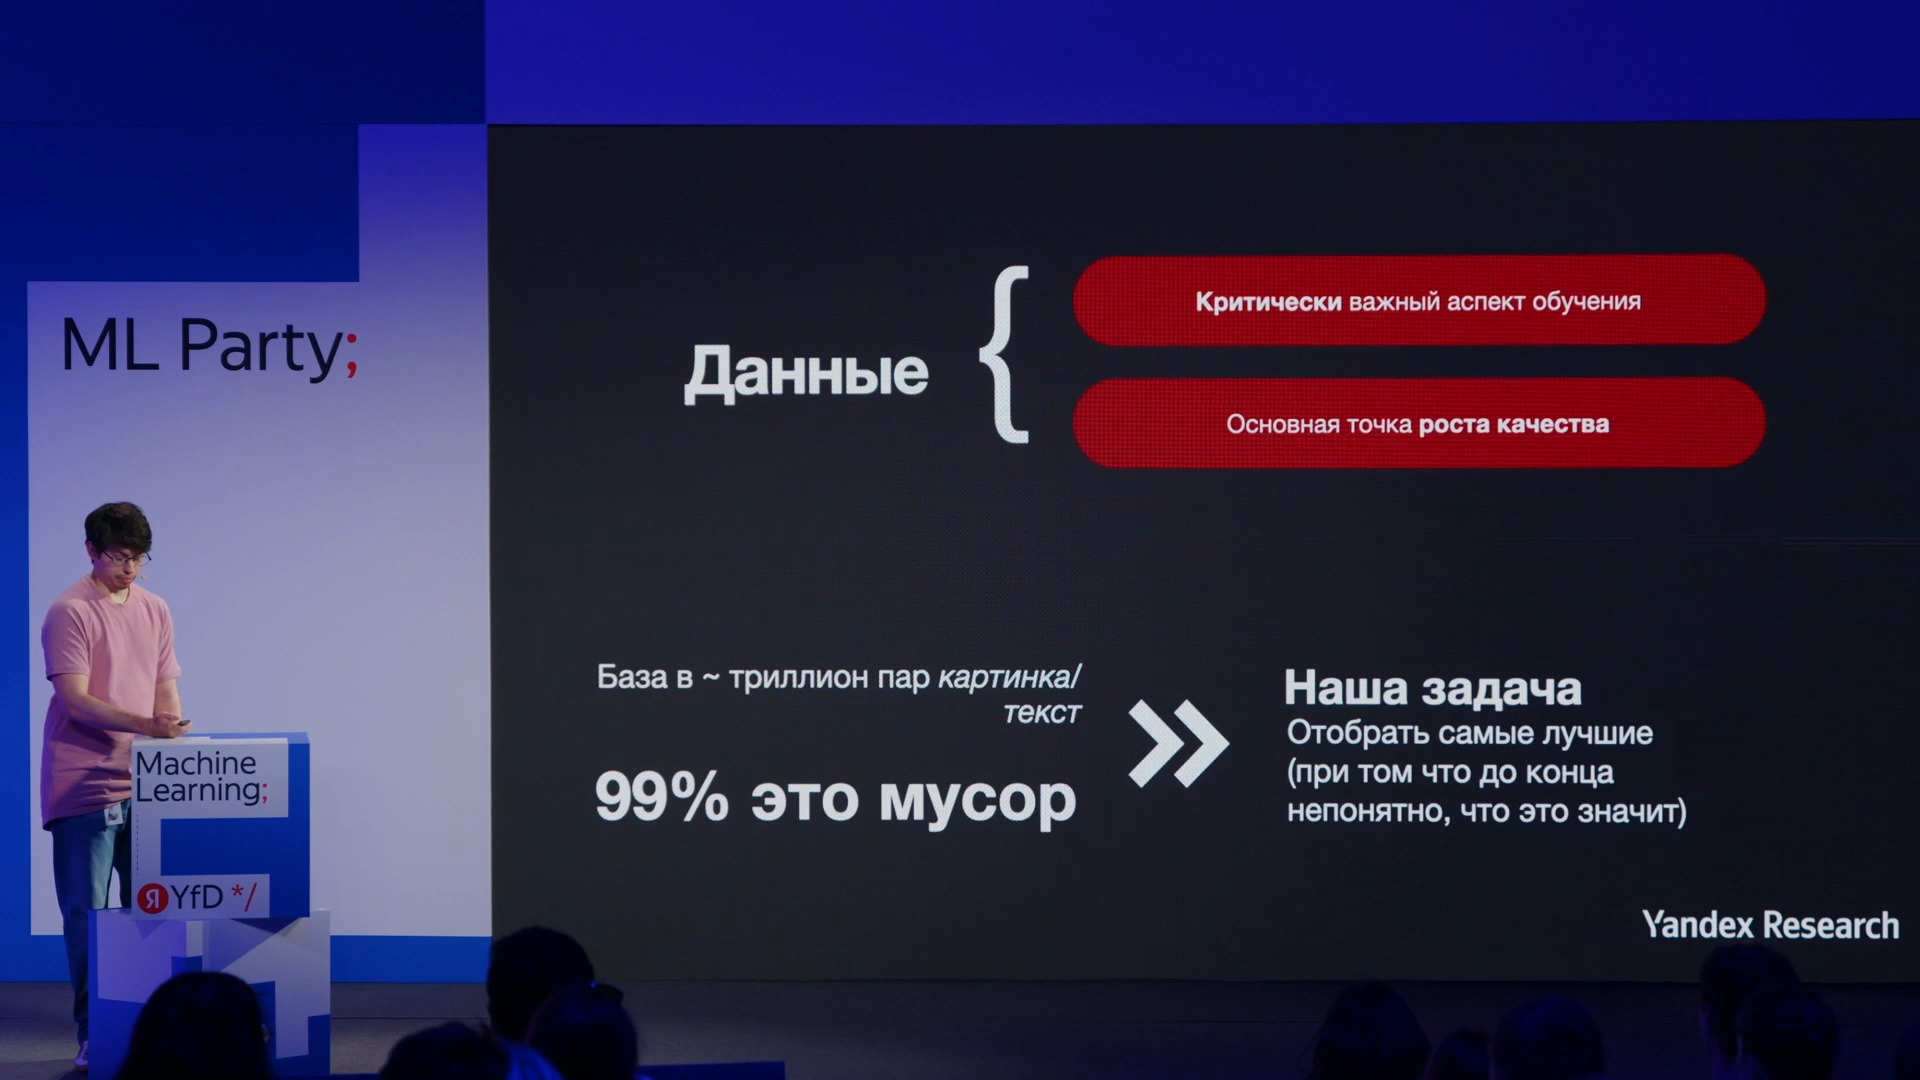 ML Party;
Данные
{
Критически важный аспект обучения
Основная точка роста качества
База в ~ триллион пар картинка/
текст
99% это мусор
Наша задача
Отобрать самые лучшие
(при том что до конца
непонятно, что это значит)
Yandex Research
Machine
Learning;
Я YfD */